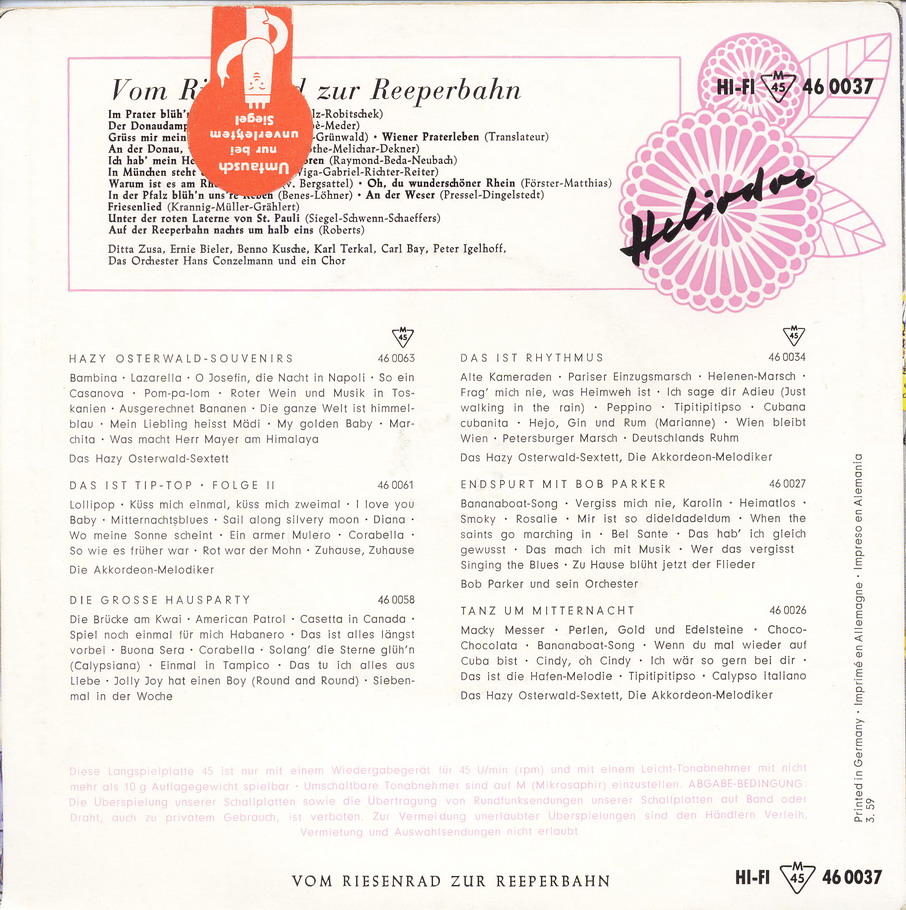 Umtausch
nur bei
unverletztem
Siegel
HI-FI M 45 46 0037
Heliodor
Vom zur Reeperbahn
Im Prater blüh'n -Robitschek)
Der Donaudamp -Meder)
Grüss mir mein -Grünwald) • Wiener Praterleben (Translateur)
An der Donau, -Melichar-Dekner)
Ich hab' mein He (Raymond-Beda-Neubach)
In München steht -Gabriel-Richter-Reiter)
Warum ist es am v. Bergsattel) • Oh, du wunderschöner Rhein (Förster-Matthias)
In der Pfalz blüh'n uns're Reben (Benes-Löhner) • An der Weser (Pressel-Dingelstedt)
Friesenlied (Krannig-Müller-Grählert)
Unter der roten Laterne von St. Pauli (Siegel-Schwenn-Schaeffers)
Auf der Reeperbahn nachts um halb eins (Roberts)
Ditta Zusa, Ernie Bieler, Benno Kusche, Karl Terkal, Carl Bay, Peter Igelhoff,
Das Orchester Hans Conzelmann und ein Chor
M 45
HAZY OSTERWALD-SOUVENIRS 46 0063
Bambina • Lazarella • O Josefin, die Nacht in Napoli • So ein
Casanova • Pom-pa-lom • Roter Wein und Musik in Tos-
kanien • Ausgerechnet Bananen • Die ganze Welt ist himmel-
blau • Mein Liebling heisst Mädi • My golden Baby • Mar-
chita • Was macht Herr Mayer am Himalaya
Das Hazy Osterwald-Sextett
DAS IST TIP-TOP • FOLGE II 46 0061
Lollipop • Küss mich einmal, küss mich zweimal • I love you
Baby • Mitternachtsblues • Sail along silvery moon • Diana •
Wo meine Sonne scheint • Ein armer Mulero • Corabella •
So wie es früher war • Rot war der Mohn • Zuhause, Zuhause
Die Akkordeon-Melodiker
DIE GROSSE HAUSPARTY 46 0058
Die Brücke am Kwai • American Patrol • Casetta in Canada •
Spiel noch einmal für mich Habanero • Das ist alles längst
vorbei • Buona Sera • Corabella • Solang' die Sterne glüh'n
(Calypsiana) • Einmal in Tampico • Das tu ich alles aus
Liebe • Jolly Joy hat einen Boy (Round and Round) • Sieben-
mal in der Woche
M 45
DAS IST RHYTHMUS 46 0034
Alte Kameraden • Pariser Einzugsmarsch • Helenen-Marsch •
Frag' mich nie, was Heimweh ist • Ich sage dir Adieu (Just
walking in the rain) • Peppino • Tipitipitipso • Cubana
cubanita • Hejo, Gin und Rum (Marianne) • Wien bleibt
Wien • Petersburger Marsch • Deutschlands Ruhm
Das Hazy Osterwald-Sextett, Die Akkordeon-Melodiker
ENDSPURT MIT BOB PARKER 46 0027
Bananaboat-Song • Vergiss mich nie, Karolin • Heimatlos •
Smoky • Rosalie • Mir ist so dideldadeldum • When the
saints go marching in • Bel Sante • Das hab' ich gleich
gewusst • Das mach ich mit Musik • Wer das vergisst
Singing the Blues • Zu Hause blüht jetzt der Flieder
Bob Parker und sein Orchester
TANZ UM MITTERNACHT 46 0026
Macky Messer • Perlen, Gold und Edelsteine • Choco-
Chocolata • Bananaboat-Song • Wenn du mal wieder auf
Cuba bist • Cindy, oh Cindy • Ich wär so gern bei dir •
Das ist die Hafen-Melodie • Tipitipitipso • Calypso Italiano
Das Hazy Osterwald-Sextett, Die Akkordeon-Melodiker
Printed in Germany • Imprimé en Allemagne • Impreso en Alemania
3. 59
Diese Langspielplatte 45 ist nur mit einem Wiedergabegerät für 45 U/min (rpm) und mit einem Leicht-Tonabnehmer mit nicht
mehr als 10 g Auflagegewicht spielbar • Umschaltbare Tonabnehmer sind auf M (Mikrosaphir) einzustellen. ABGABE-BEDINGUNG:
Die Überspielung unserer Schallplatten sowie die Übertragung von Rundfunksendungen unserer Schallplatten auf Band oder
Draht, auch zu privatem Gebrauch, ist verboten. Zur Vermeidung unerlaubter Überspielungen sind den Händlern Verleih,
Vermietung und Auswahlsendungen nicht erlaubt
VOM RIESENRAD ZUR REEPERBAHN
HI-FI M 45 46 0037